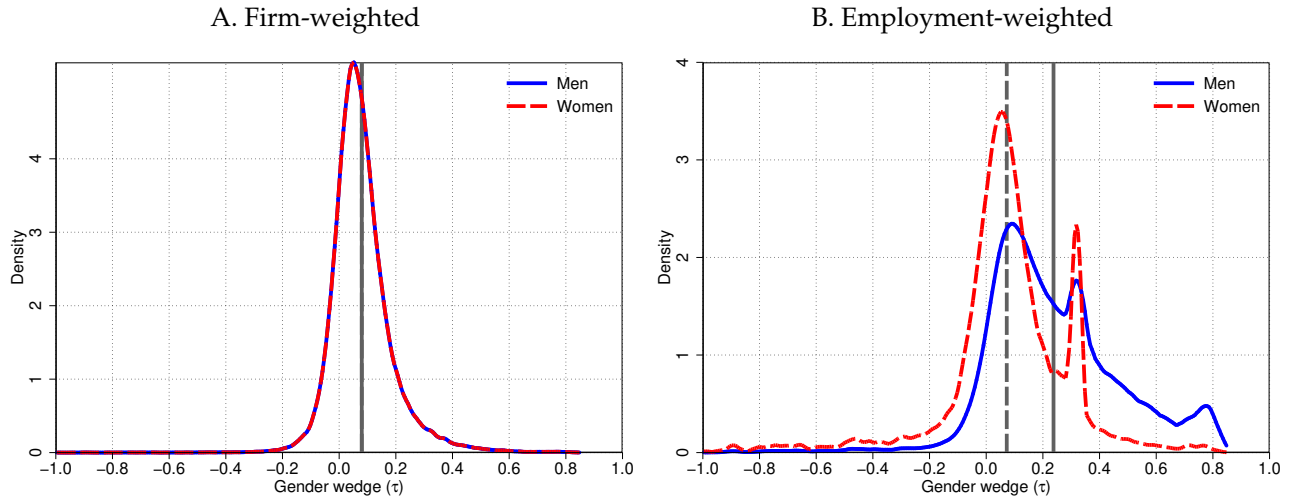 A. Firm-weighted
Men
Women
Density
4
3
2
1
0
−1.0 −0.8 −0.6 −0.4 −0.2 0.0 0.2 0.4 0.6 0.8 1.0
Gender wedge (τ)
B. Employment-weighted
Men
Women
Density
4
3
2
1
0
−1.0 −0.8 −0.6 −0.4 −0.2 0.0 0.2 0.4 0.6 0.8 1.0
Gender wedge (τ)